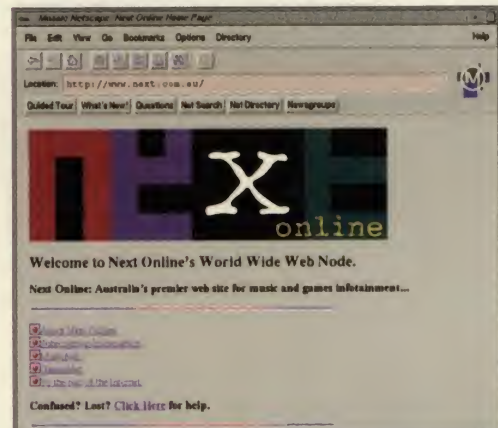 Mosaic Netscape: Next Online Home Page
File Edit View Go Bookmarks Options Directory Help
Location: http://www.next.com.au/
Guided Tour What's New! Questions Net Search Net Directory Newsgroups
next
online
Welcome to Next Online's World Wide Web Node.
Next Online: Australia's premier web site for music and games infotainment...
Confused? Lost? Click Here for help.